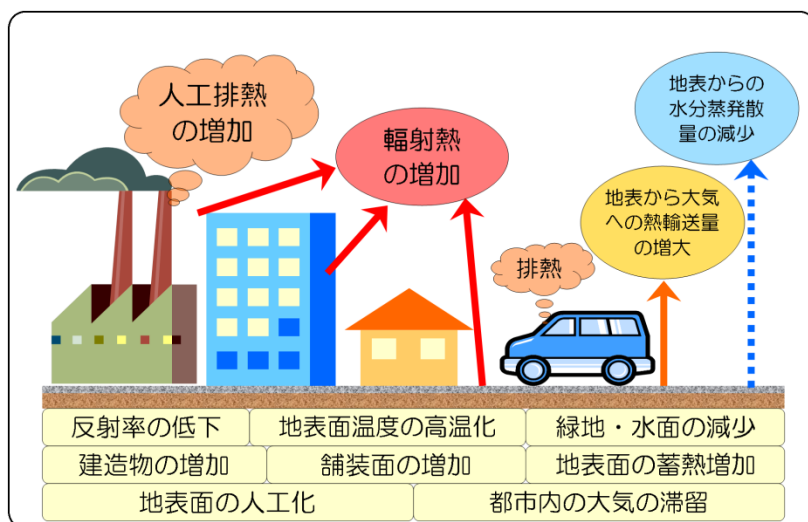 人工排熱
の増加
輻射熱
の増加
地表からの
水分蒸発散
量の減少
地表から大気
への熱輸送量
の増大
排熱
反射率の低下
地表面温度の高温化
緑地・水面の減少
建造物の増加
舗装面の増加
地表面の蓄熱増加
地表面の人工化
都市内の大気の滞留